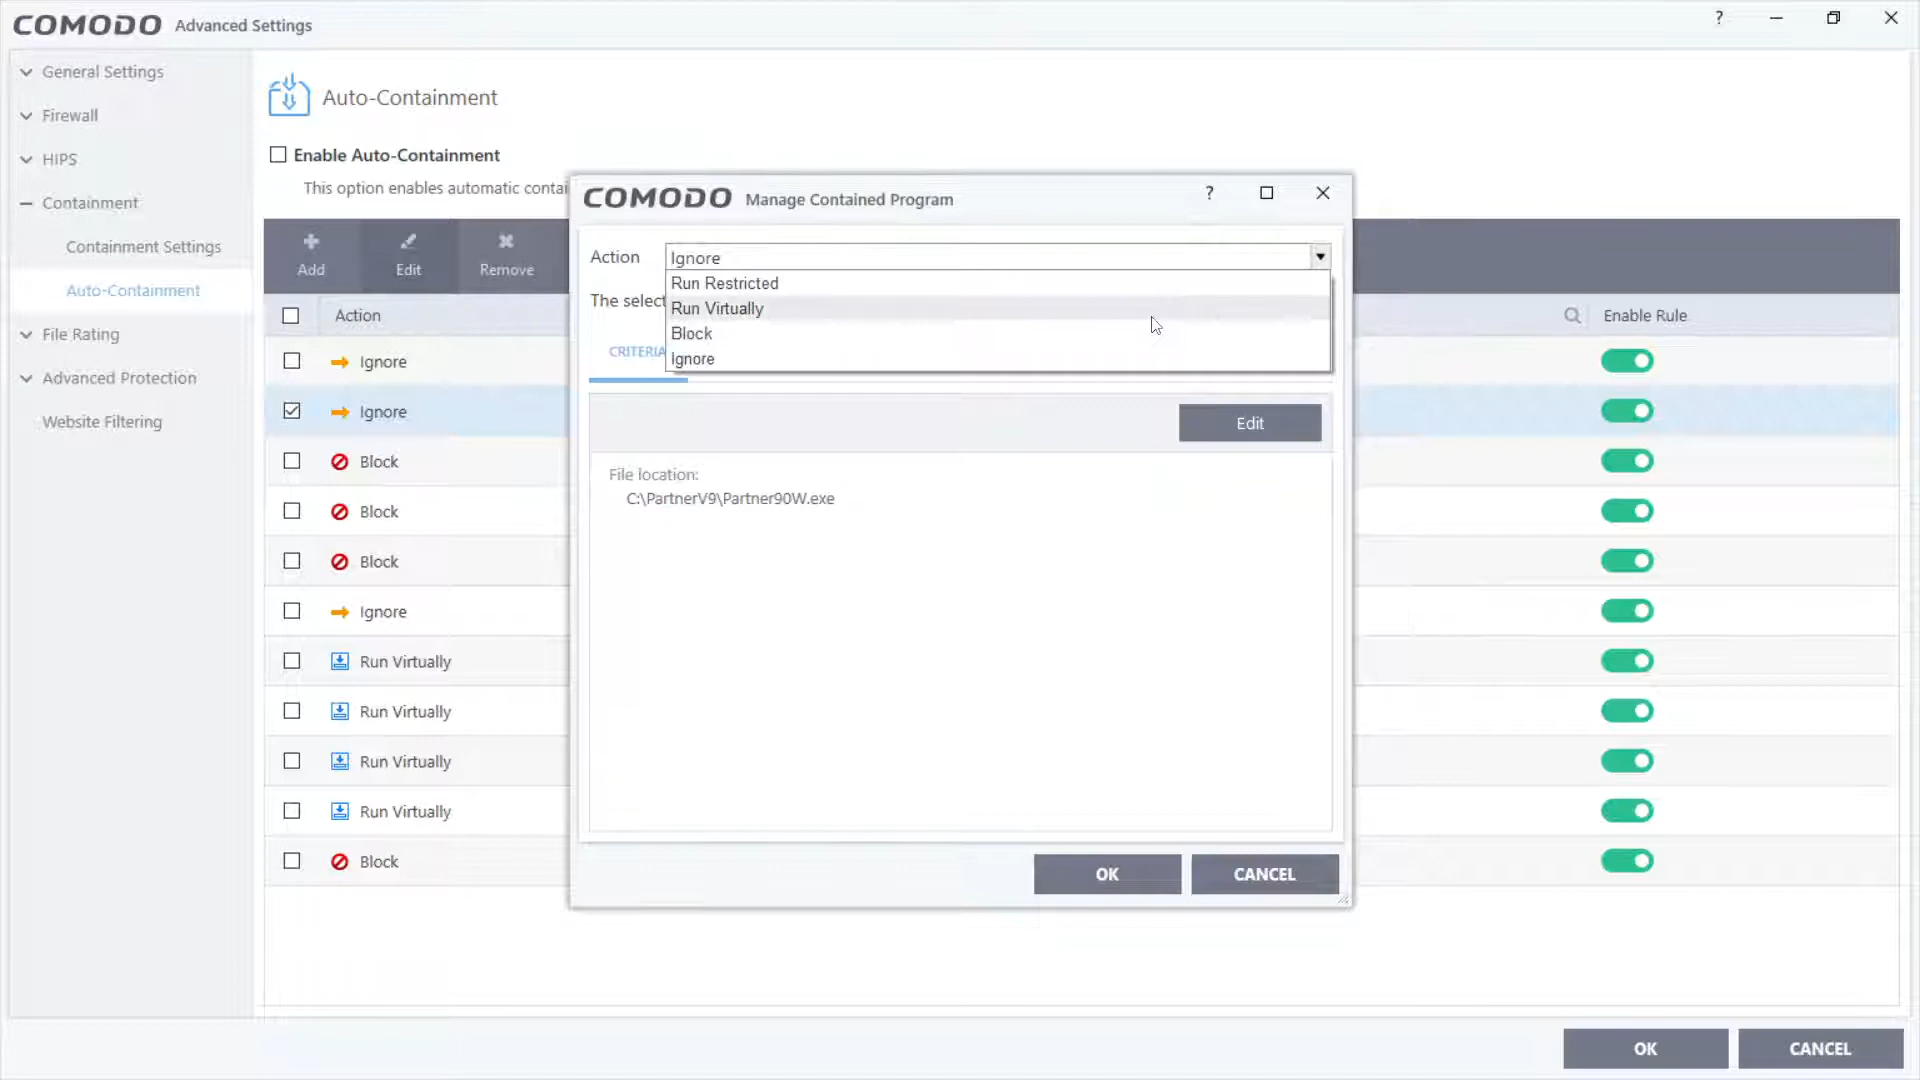 COMODO Advanced Settings
?
General Settings
Firewall
HIPS
Containment
Containment Settings
Auto-Containment
File Rating
Advanced Protection
Website Filtering
Auto-Containment
Enable Auto-Containment
This option enables automatic contai
Add
Edit
Remove
Action
Enable Rule
Ignore
Ignore
Block
Block
Block
Ignore
Run Virtually
Run Virtually
Run Virtually
Run Virtually
Block
COMODO Manage Contained Program
?
Action
Ignore
Run Restricted
Run Virtually
Block
Ignore
The select
CRITERIA
Edit
File location:
C:\PartnerV9\Partner90W.exe
OK
CANCEL
OK
CANCEL